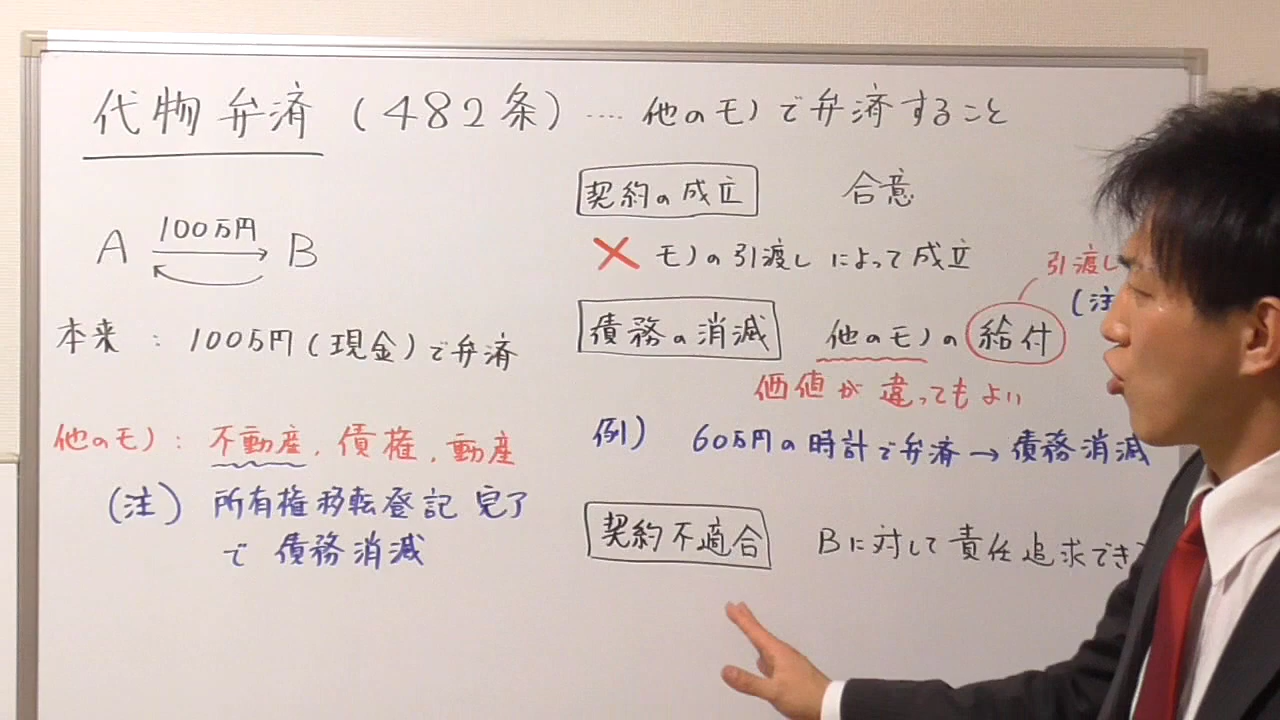 代物弁済(482条)‥‥他のモノで弁済すること
A 100万円 B
本来:100万円(現金)で弁済
他のモノ:不動産,債権,動産
(注)所有権移転登記完了
で債務消滅
契約の成立 合意
× モノの引渡しによって成立
引渡し
(注
債務の消滅 他のモノの給付
価値が違ってもよい
例)60万円の時計で弁済→債務消滅
契約不適合 Bに対して責任追求でき